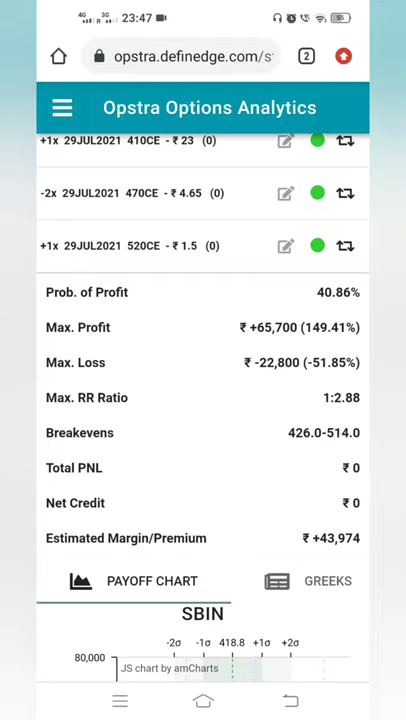 4G R 3G 23:47 55
opstra.definedge.com/s 2
Opstra Options Analytics
+1x 29JUL2021 410CE - ₹ 23 (0)
-2x 29JUL2021 470CE - ₹ 4.65 (0)
+1x 29JUL2021 520CE - ₹ 1.5 (0)
Prob. of Profit 40.86%
Max. Profit ₹ +65,700 (149.41%)
Max. Loss ₹ -22,800 (-51.85%)
Max. RR Ratio 1:2.88
Breakevens 426.0-514.0
Total PNL ₹ 0
Net Credit ₹ 0
Estimated Margin/Premium ₹ +43,974
PAYOFF CHART GREEKS
SBIN
-2σ -1σ 418.8 +1σ +2σ
80,000
JS chart by amCharts